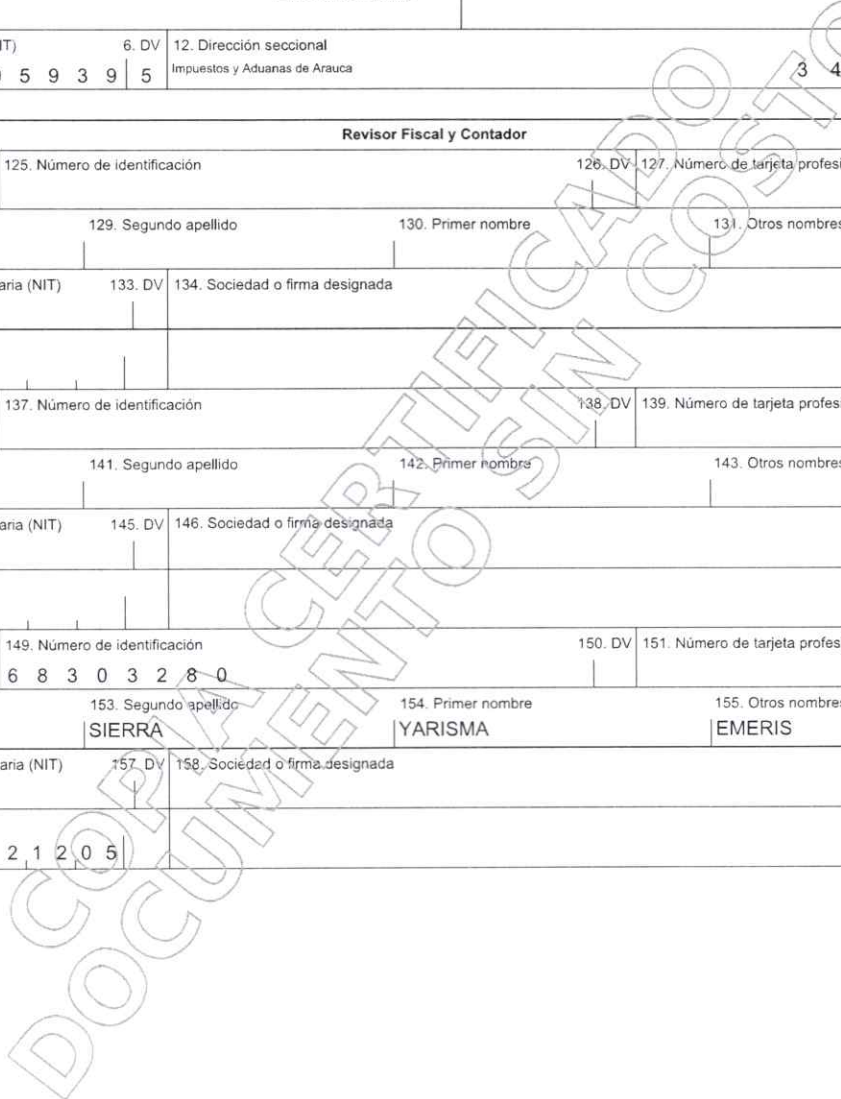 IT) 6. DV 12. Dirección seccional
5 9 3 9 5 Impuestos y Aduanas de Arauca 3 4
Revisor Fiscal y Contador
125. Número de identificación 126. DV 127. Número de tarjeta profesi
129. Segundo apellido 130. Primer nombre 131. Otros nombres
aria (NIT) 133. DV 134. Sociedad o firma designada
137. Número de identificación 138. DV 139. Número de tarjeta profesi
141. Segundo apellido 142. Primer nombre 143. Otros nombres
aria (NIT) 145. DV 146. Sociedad o firma designada
149. Número de identificación 150. DV 151. Número de tarjeta profes
6 8 3 0 3 2 8 0
153. Segundo apellido 154. Primer nombre 155. Otros nombres
SIERRA YARISMA EMERIS
aria (NIT) 157. DV 158. Sociedad o firma designada
2 1 2 0 5
COPIA CERTIFICADO
DOCUMENTO SIN COSTO